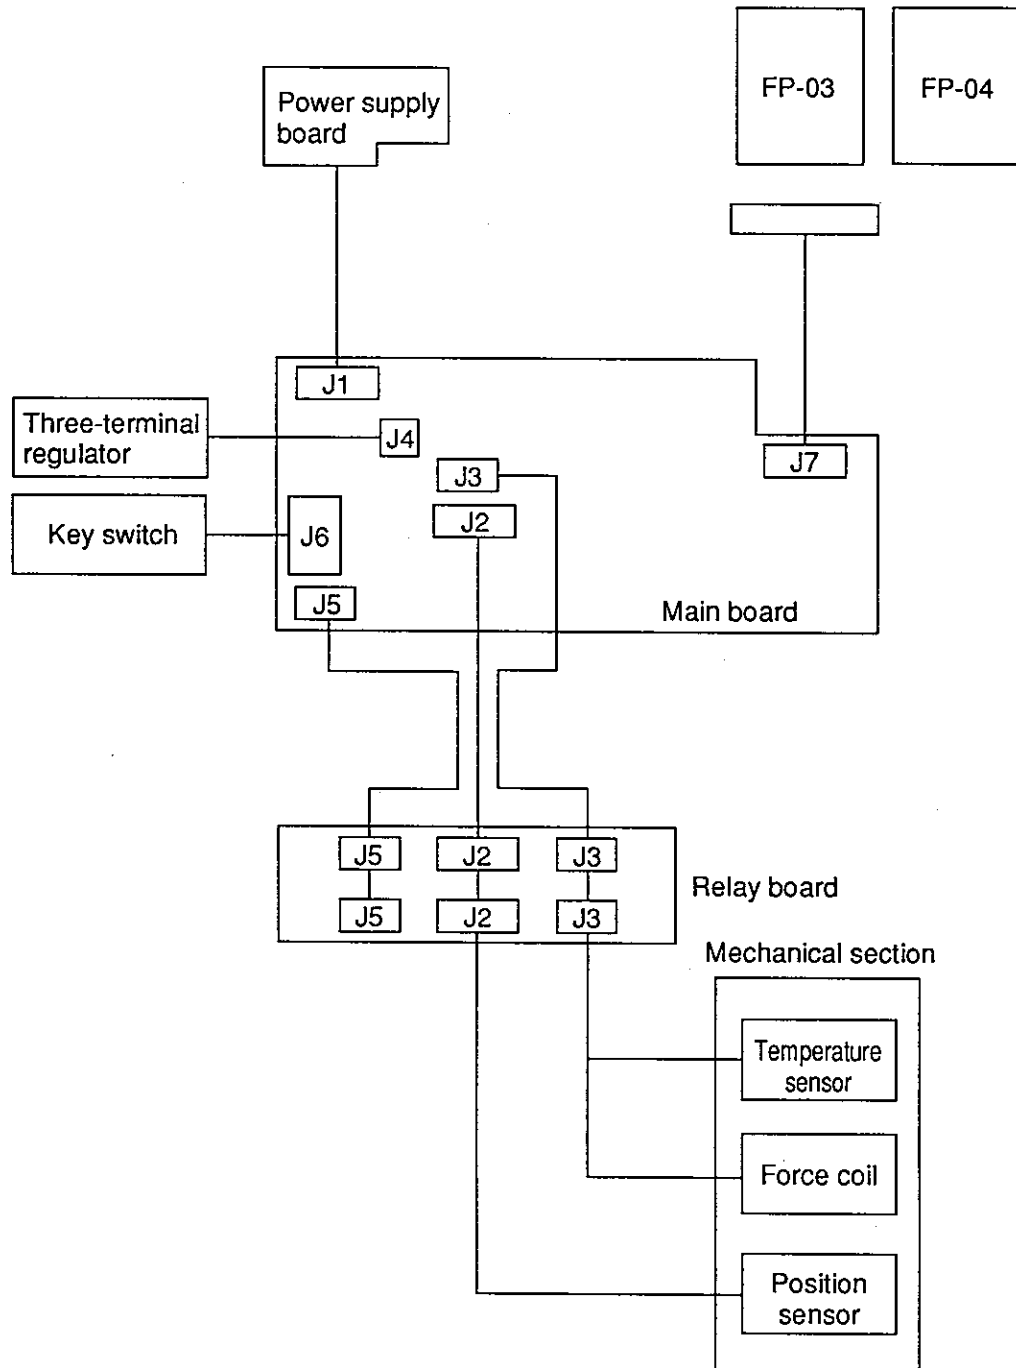 FP-03
FP-04
Power supply
board
J1
Three-terminal
regulator
J4
J3
J7
J2
Key switch
J6
J5
Main board
J5
J2
J3
Relay board
J5
J2
J3
Mechanical section
Temperature
sensor
Force coil
Position
sensor